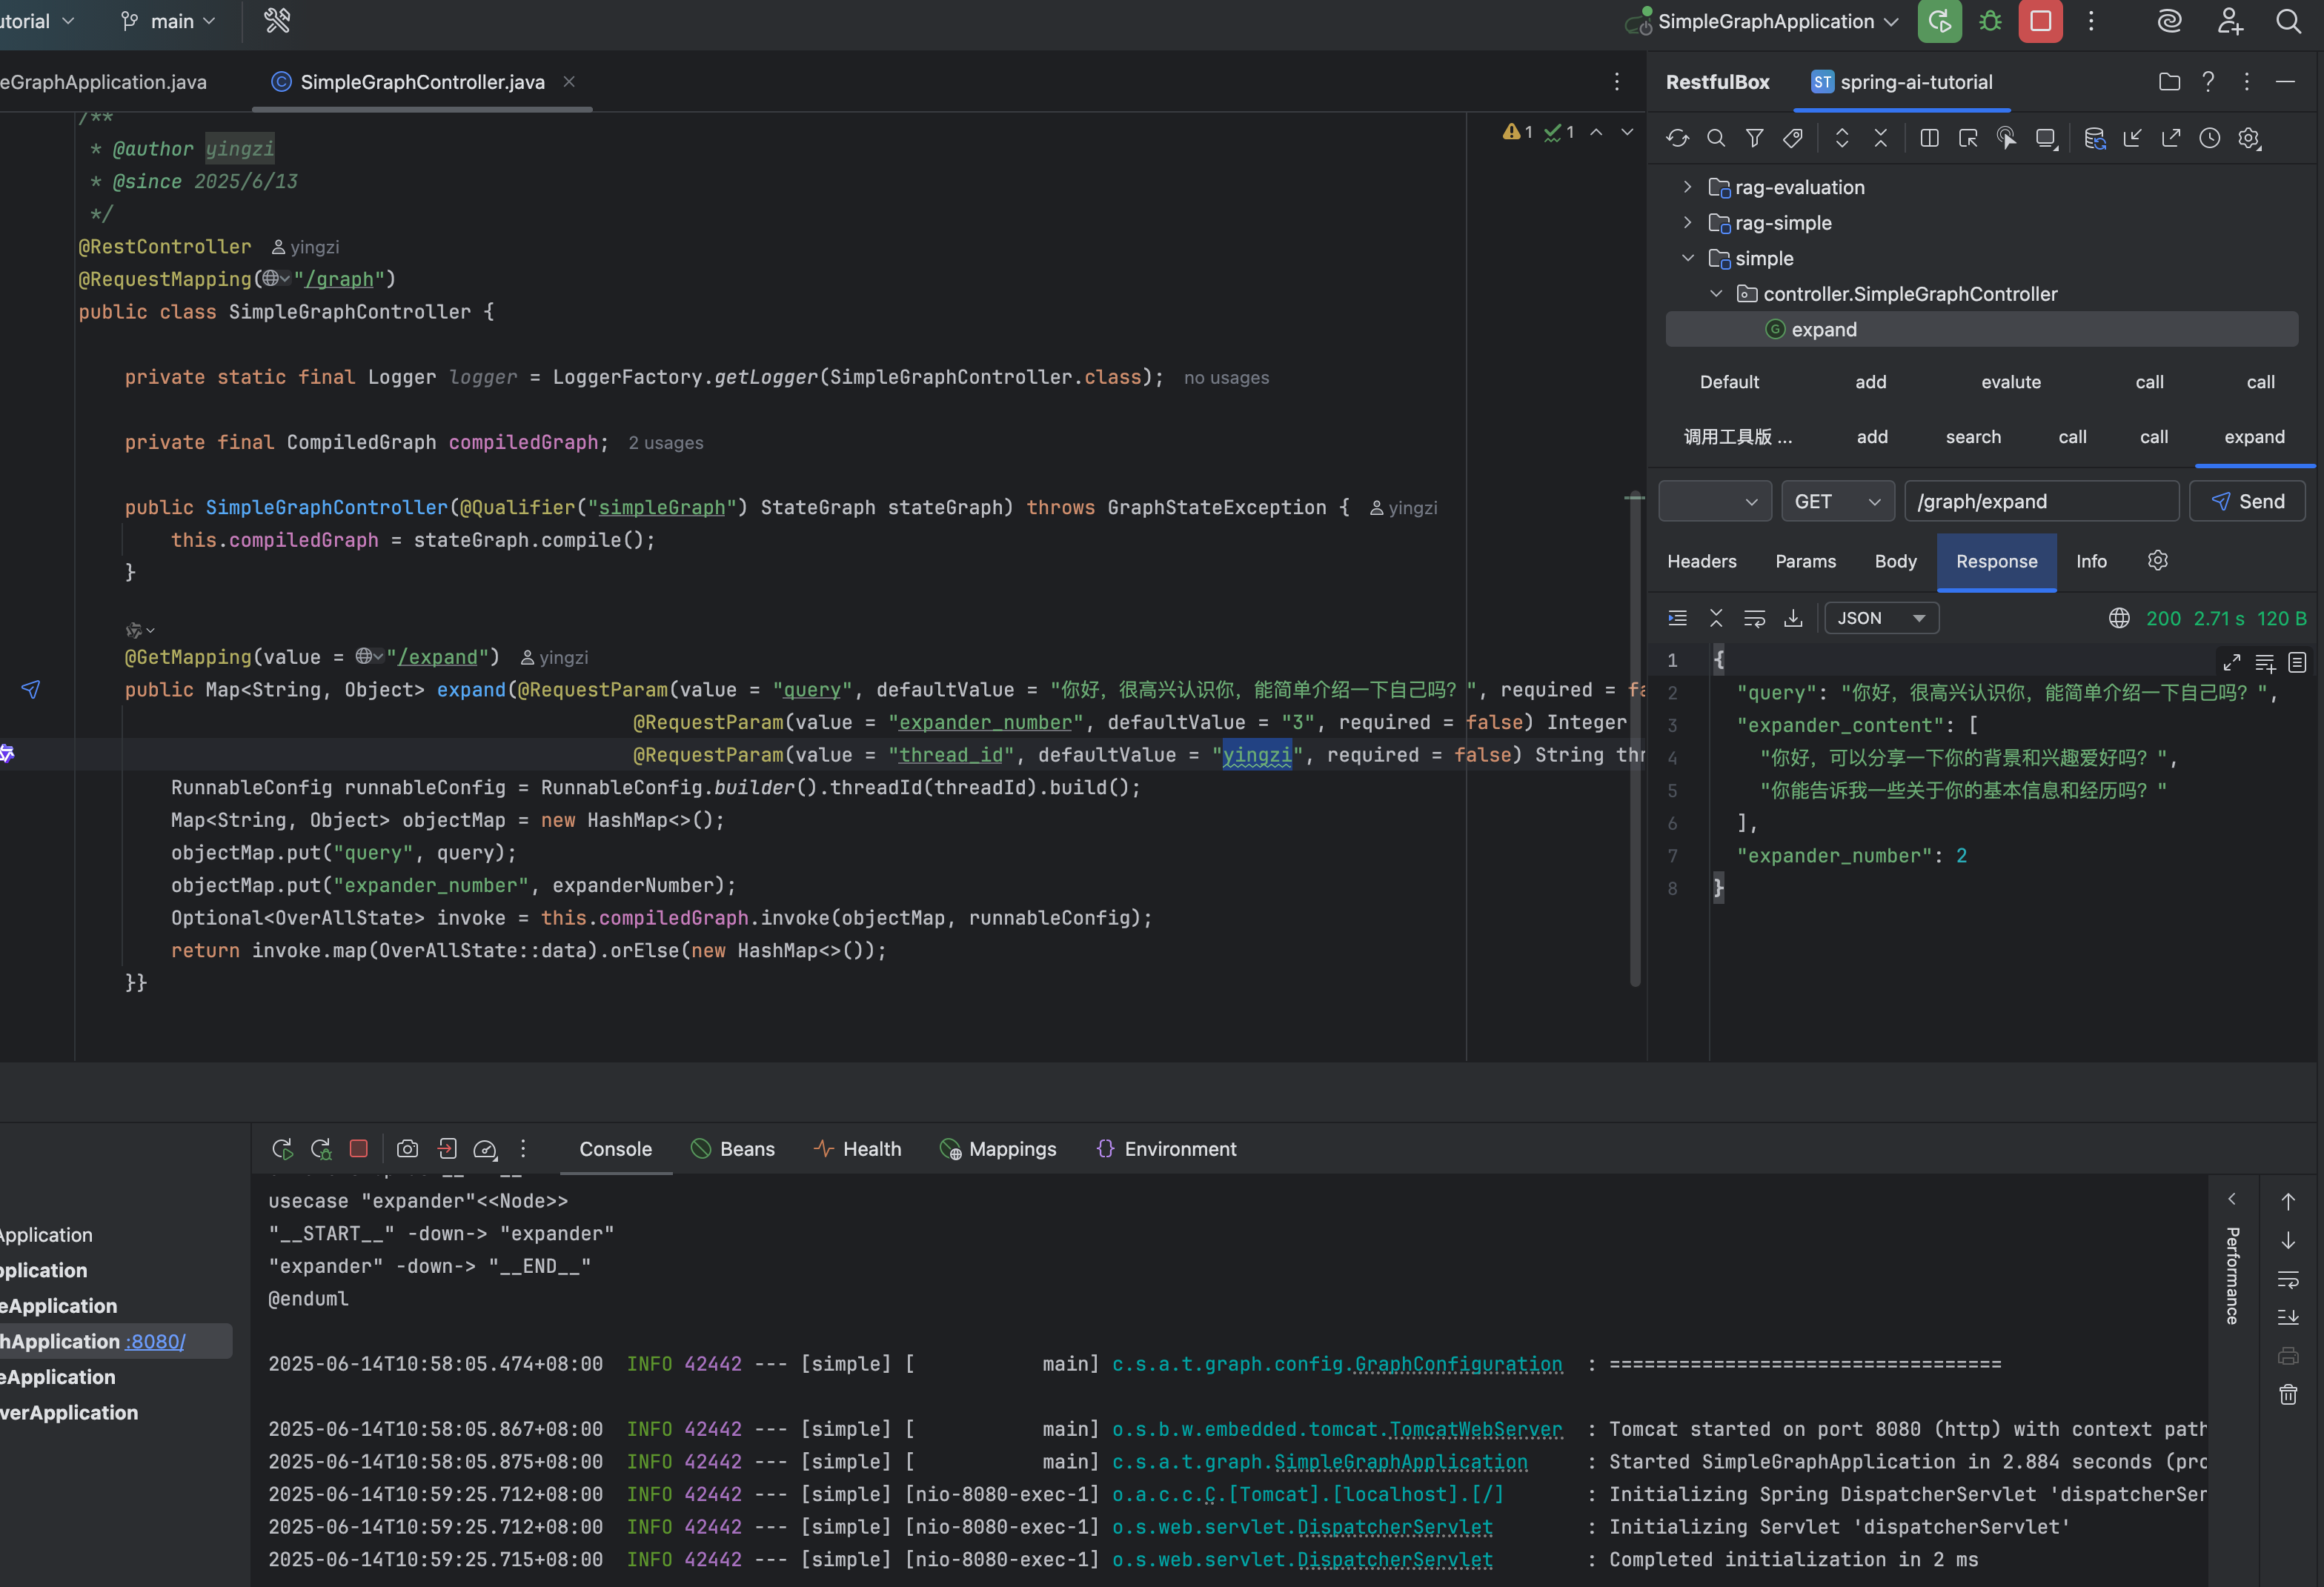 utorial
main
SimpleGraphApplication
eGraphApplication.java
SimpleGraphController.java
/**
* @author yingzi
* @since 2025/6/13
*/
@RestController yingzi
@RequestMapping("/graph")
public class SimpleGraphController {
private static final Logger logger = LoggerFactory.getLogger(SimpleGraphController.class); no usages
private final CompiledGraph compiledGraph; 2 usages
public SimpleGraphController(@Qualifier("simpleGraph") StateGraph stateGraph) throws GraphStateException { yingzi
this.compiledGraph = stateGraph.compile();
}
@GetMapping(value = "/expand") yingzi
public Map<String, Object> expand(@RequestParam(value = "query", defaultValue = "你好，很高兴认识你，能简单介绍一下自己吗？", required = fa
@RequestParam(value = "expander_number", defaultValue = "3", required = false) Integer
@RequestParam(value = "thread_id", defaultValue = "yingzi", required = false) String thr
RunnableConfig runnableConfig = RunnableConfig.builder().threadId(threadId).build();
Map<String, Object> objectMap = new HashMap<>();
objectMap.put("query", query);
objectMap.put("expander_number", expanderNumber);
Optional<OverAllState> invoke = this.compiledGraph.invoke(objectMap, runnableConfig);
return invoke.map(OverAllState::data).orElse(new HashMap<>());
}}
1 1
RestfulBox ST spring-ai-tutorial
rag-evaluation
rag-simple
simple
controller.SimpleGraphController
G expand
Default add evalute call call
调用工具版 ... add search call call expand
GET /graph/expand Send
Headers Params Body Response Info
JSON 200 2.71 s 120 B
1 {
2 "query": "你好，很高兴认识你，能简单介绍一下自己吗？",
3 "expander_content": [
4 "你好，可以分享一下你的背景和兴趣爱好吗？",
5 "你能告诉我一些关于你的基本信息和经历吗？"
6 ],
7 "expander_number": 2
8 }
Console Beans Health Mappings Environment
Application
pplication
eApplication
hApplication :8080/
eApplication
verApplication
usecase "expander"<<Node>>
"__START__" -down-> "expander"
"expander" -down-> "__END__"
@enduml
2025-06-14T10:58:05.474+08:00 INFO 42442 --- [simple] [ main] c.s.a.t.graph.config.GraphConfiguration : ==================================
2025-06-14T10:58:05.867+08:00 INFO 42442 --- [simple] [ main] o.s.b.w.embedded.tomcat.TomcatWebServer : Tomcat started on port 8080 (http) with context path
2025-06-14T10:58:05.875+08:00 INFO 42442 --- [simple] [ main] c.s.a.t.graph.SimpleGraphApplication : Started SimpleGraphApplication in 2.884 seconds (pro
2025-06-14T10:59:25.712+08:00 INFO 42442 --- [simple] [nio-8080-exec-1] o.a.c.c.C.[Tomcat].[localhost].[/] : Initializing Spring DispatcherServlet 'dispatcherSer
2025-06-14T10:59:25.712+08:00 INFO 42442 --- [simple] [nio-8080-exec-1] o.s.web.servlet.DispatcherServlet : Initializing Servlet 'dispatcherServlet'
2025-06-14T10:59:25.715+08:00 INFO 42442 --- [simple] [nio-8080-exec-1] o.s.web.servlet.DispatcherServlet : Completed initialization in 2 ms
Performance